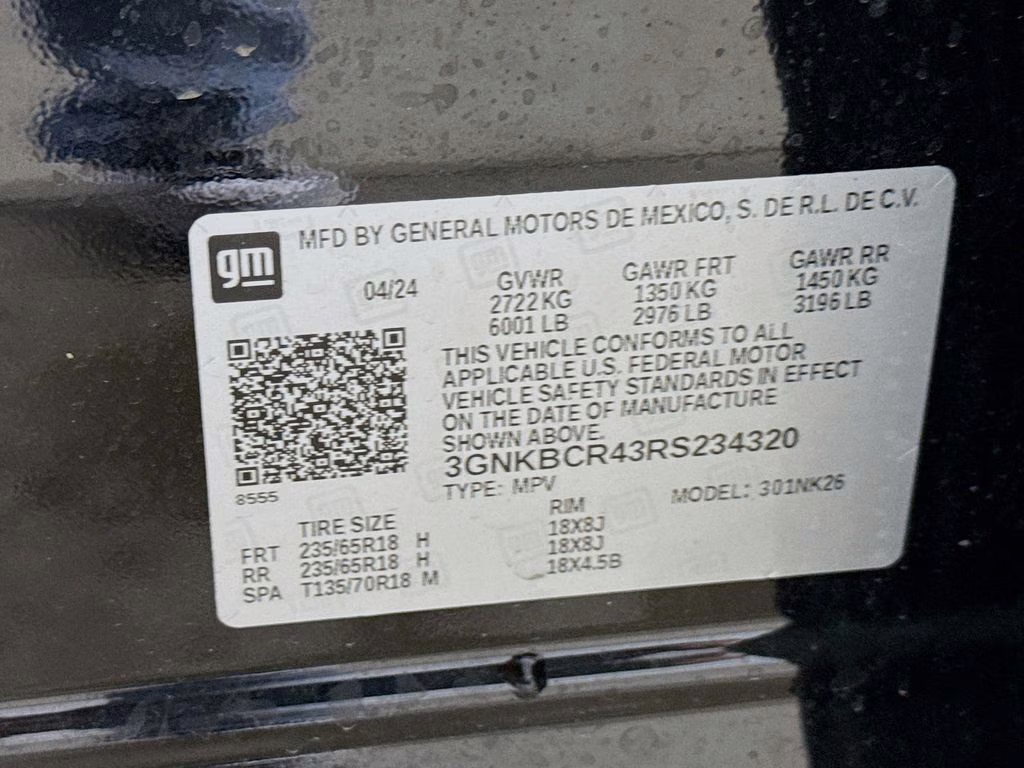 gm
MFD BY GENERAL MOTORS DE MEXICO, S. DE R.L. DE C.V.
04/24 GVWR GAWR FRT GAWR RR
2722 KG 1350 KG 1450 KG
6001 LB 2976 LB 3196 LB
THIS VEHICLE CONFORMS TO ALL
APPLICABLE U.S. FEDERAL MOTOR
VEHICLE SAFETY STANDARDS IN EFFECT
ON THE DATE OF MANUFACTURE
SHOWN ABOVE.
3GNKBCR43RS234320
8555
TYPE: MPV MODEL: 301NK26
TIRE SIZE RIM
FRT 235/65R18 H 18X8J
RR 235/65R18 H 18X8J
SPA T135/70R18 M 18X4.5B